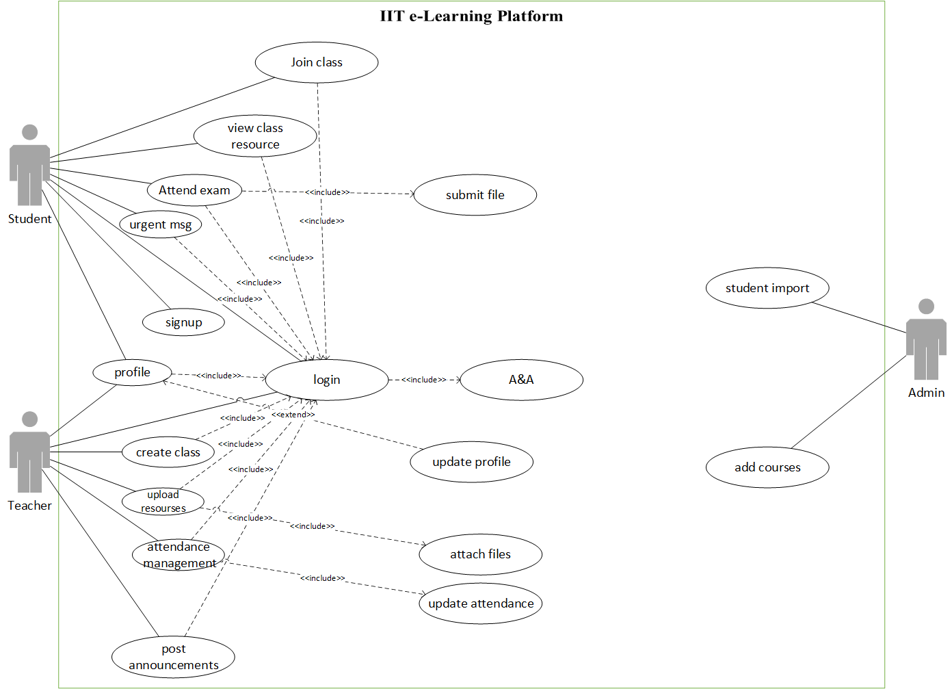 IIT e-Learning Platform
Join class
view class
resource
Attend exam
<<include>>
submit file
Student
urgent msg
<<include>>
<<include>>
<<include>>
<<include>>
student import
signup
profile
<<include>>
login
<<include>>
A&A
Admin
<<include>>
<<extend>>
create class
<<include>>
update profile
<<include>>
add courses
Teacher
upload
resourses
<<include>>
<<include>>
attendance
management
attach files
<<include>>
update attendance
post
announcements